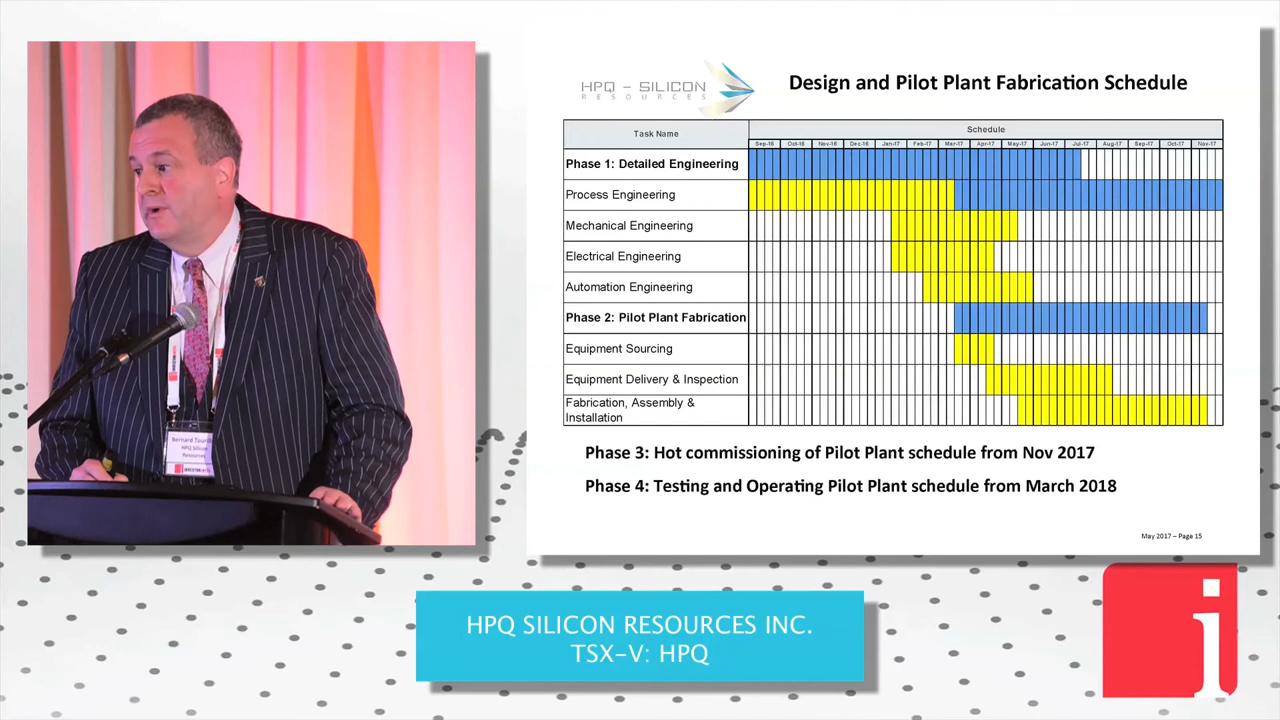 HPQ – SILICON
RESOURCES
Design and Pilot Plant Fabrication Schedule
Task Name
Schedule
Sep-16 Oct-16 Nov-16 Dec-16 Jan-17 Feb-17 Mar-17 Apr-17 May-17 Jun-17 Jul-17 Aug-17 Sep-17 Oct-17 Nov-17
Phase 1: Detailed Engineering
Process Engineering
Mechanical Engineering
Electrical Engineering
Automation Engineering
Phase 2: Pilot Plant Fabrication
Equipment Sourcing
Equipment Delivery & Inspection
Fabrication, Assembly &
Installation
Phase 3: Hot commissioning of Pilot Plant schedule from Nov 2017
Phase 4: Testing and Operating Pilot Plant schedule from March 2018
May 2017 – Page 15
Bernard
HPQ Silicon
Resources
HPQ SILICON RESOURCES INC.
TSX-V: HPQ
i